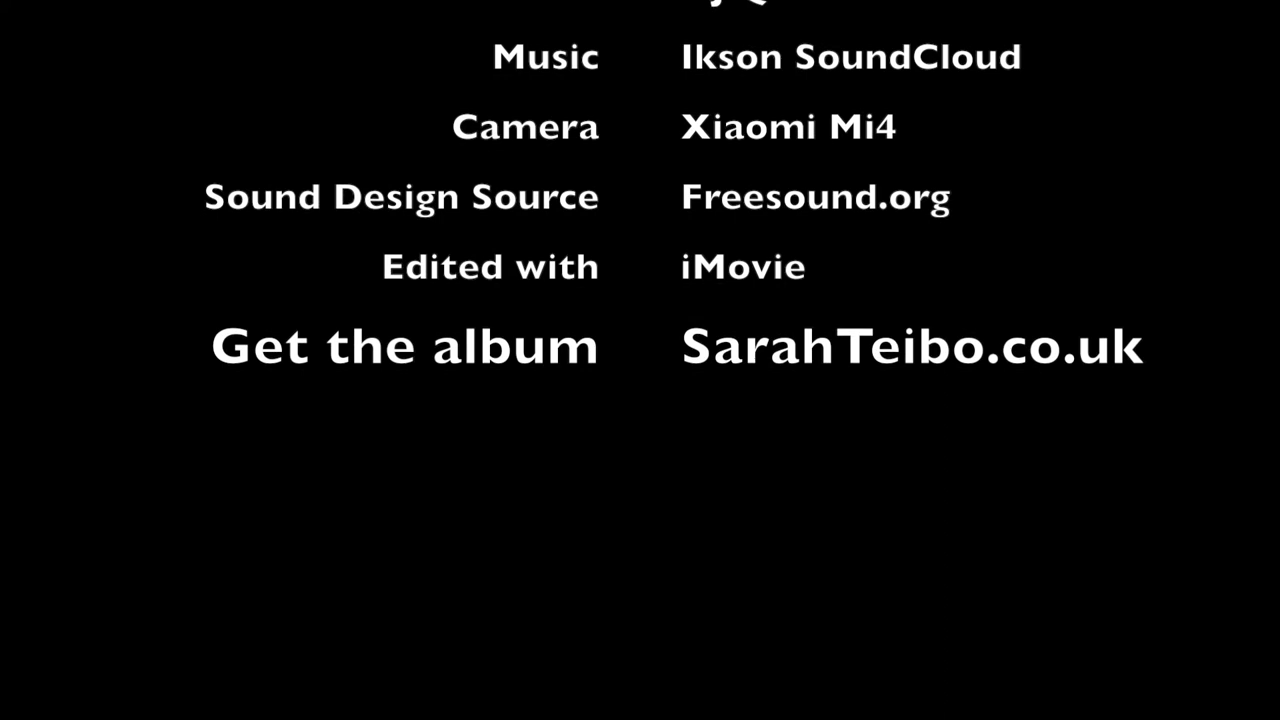 Music Ikson SoundCloud
Camera Xiaomi Mi4
Sound Design Source Freesound.org
Edited with iMovie
Get the album SarahTeibo.co.uk